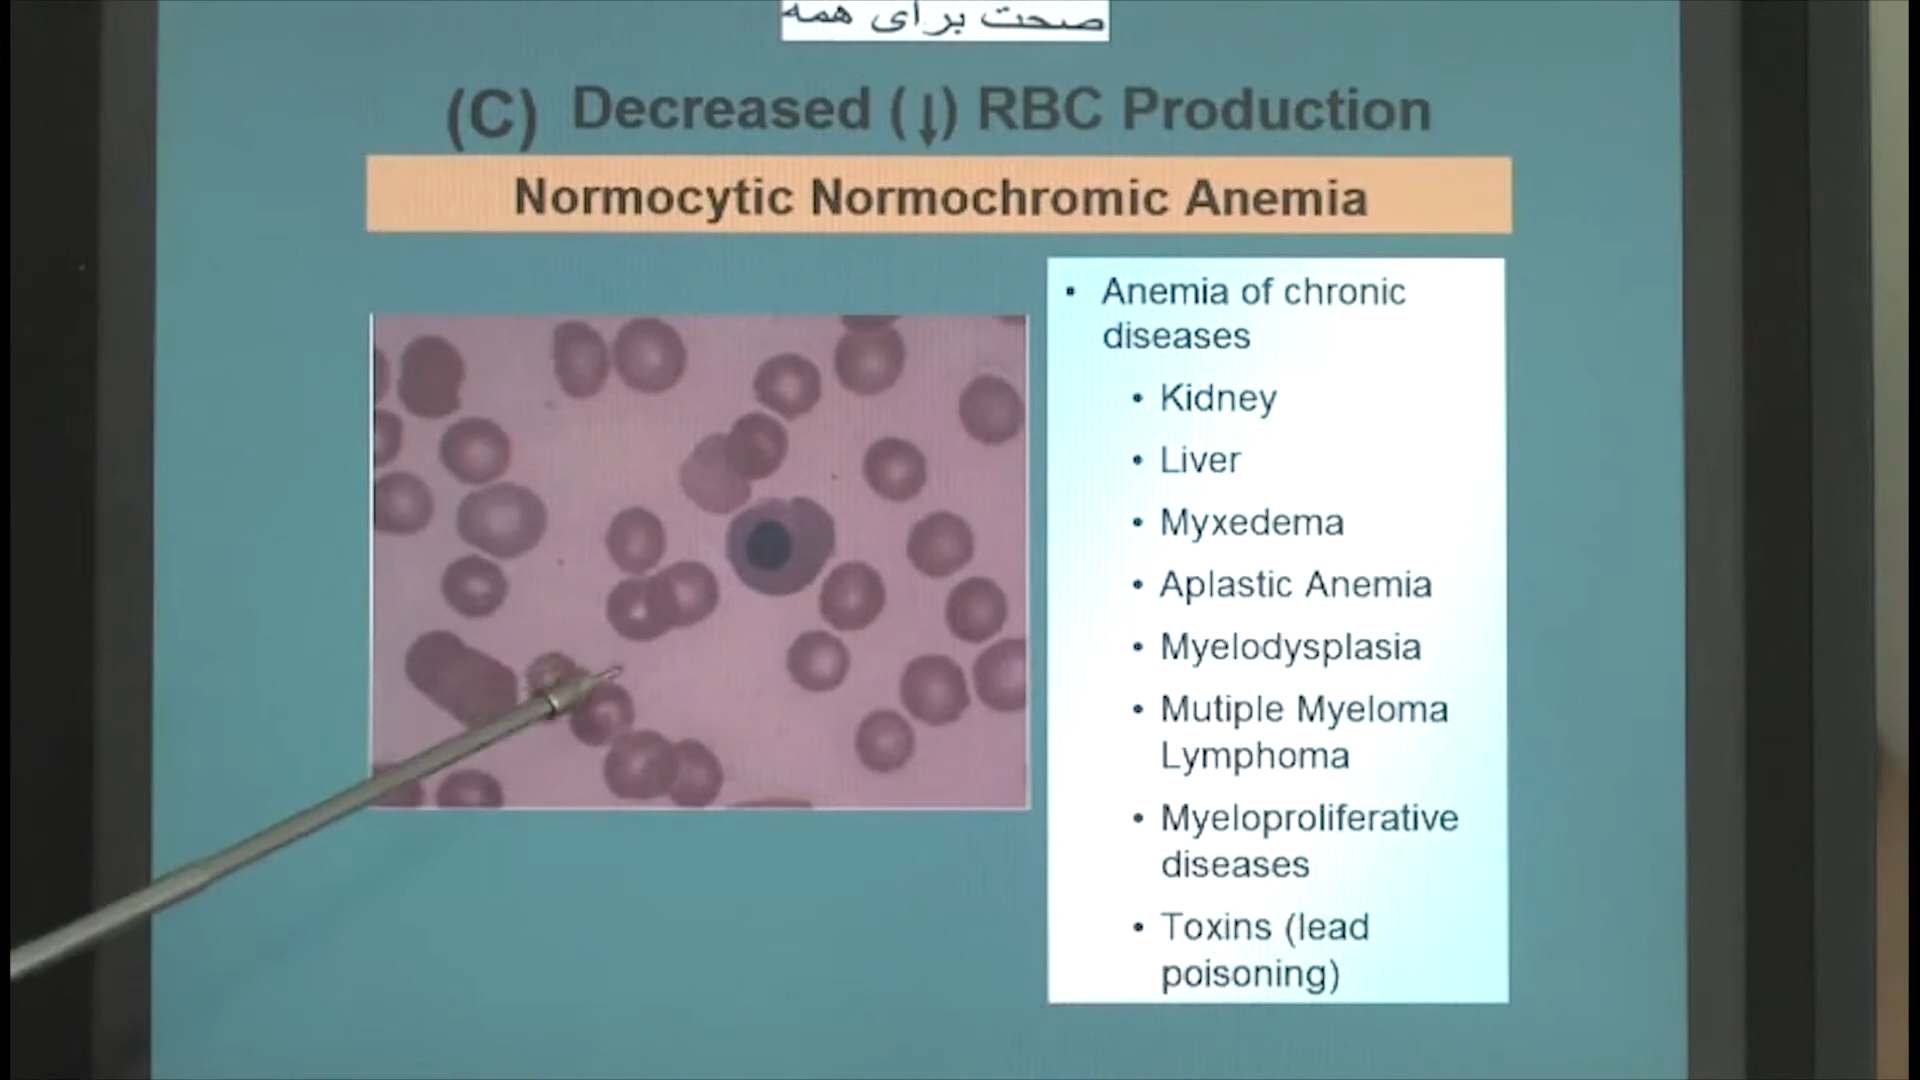 صحت برای همه
(C) Decreased (↓) RBC Production
Normocytic Normochromic Anemia
• Anemia of chronic
diseases
• Kidney
• Liver
• Myxedema
• Aplastic Anemia
• Myelodysplasia
• Mutiple Myeloma
Lymphoma
• Myeloproliferative
diseases
• Toxins (lead
poisoning)